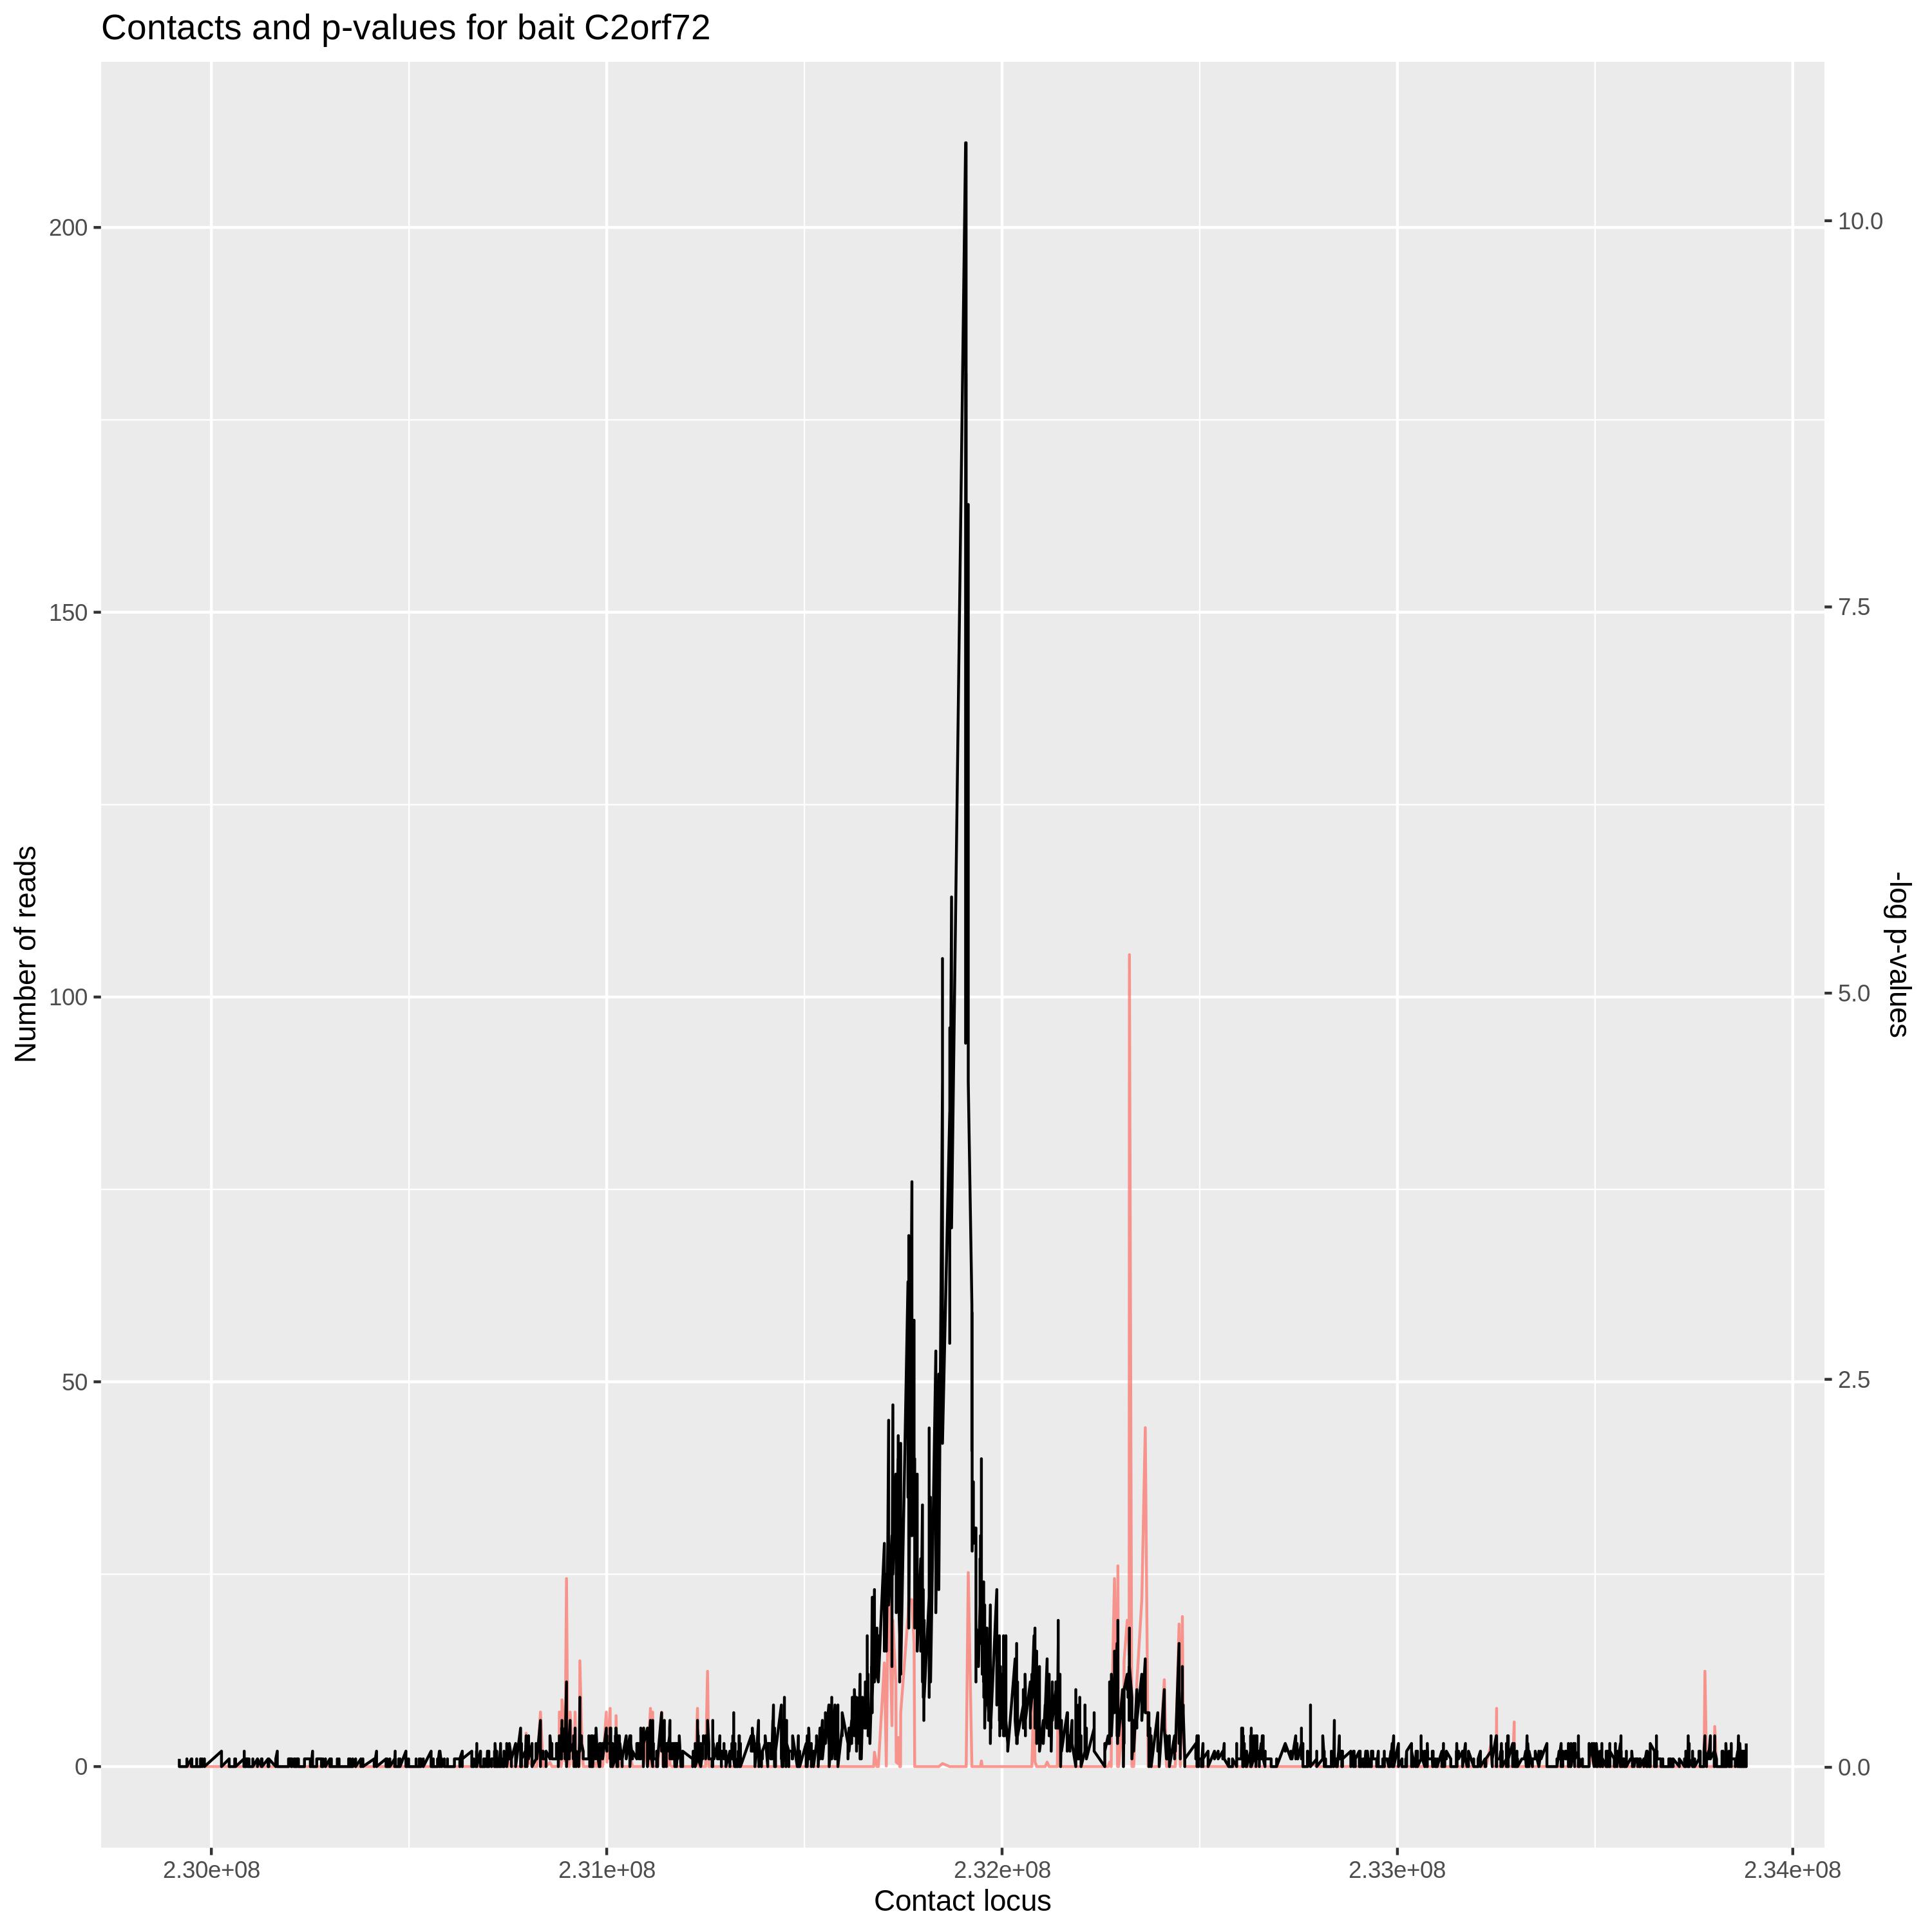 Contacts and p-values for bait C2orf72
200
150
100
50
0
10.0
7.5
5.0
2.5
0.0
Number of reads
-log p-values
2.30e+08
2.31e+08
2.32e+08
2.33e+08
2.34e+08
Contact locus